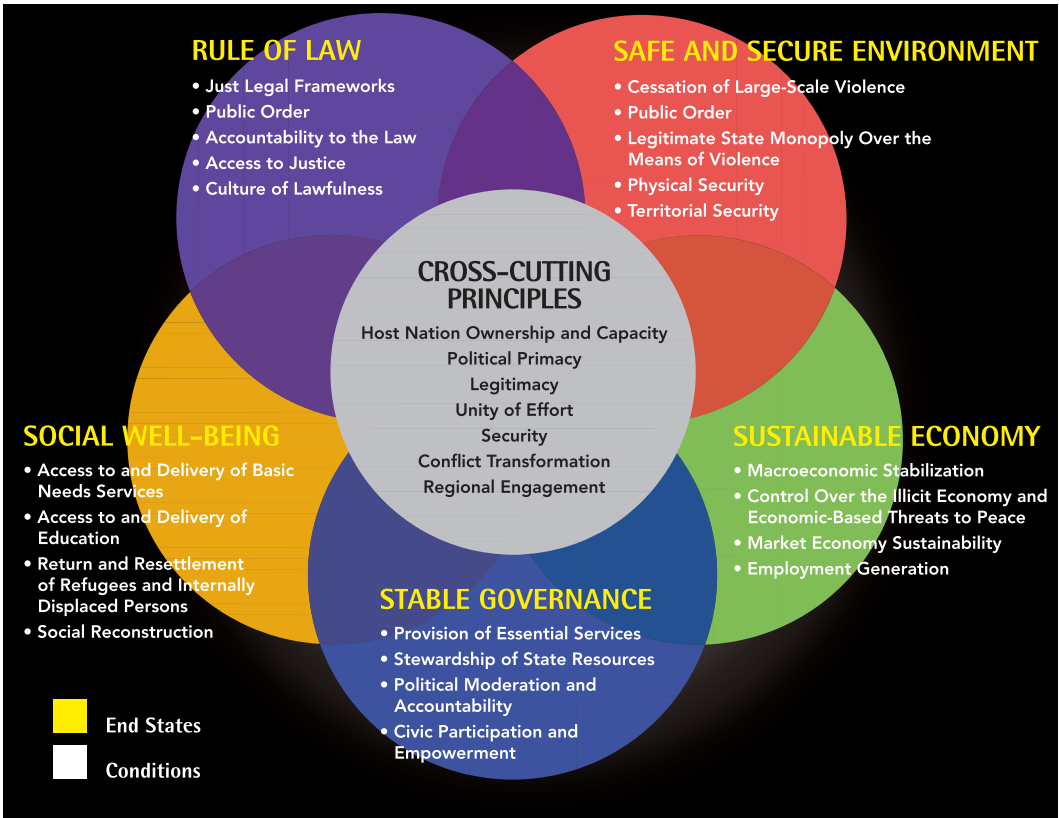 RULE OF LAW
• Just Legal Frameworks
• Public Order
• Accountability to the Law
• Access to Justice
• Culture of Lawfulness
SAFE AND SECURE ENVIRONMENT
• Cessation of Large-Scale Violence
• Public Order
• Legitimate State Monopoly Over the
Means of Violence
• Physical Security
• Territorial Security
CROSS-CUTTING
PRINCIPLES
Host Nation Ownership and Capacity
Political Primacy
Legitimacy
Unity of Effort
Security
Conflict Transformation
Regional Engagement
SOCIAL WELL-BEING
• Access to and Delivery of Basic
Needs Services
• Access to and Delivery of
Education
• Return and Resettlement
of Refugees and Internally
Displaced Persons
• Social Reconstruction
SUSTAINABLE ECONOMY
• Macroeconomic Stabilization
• Control Over the Illicit Economy and
Economic-Based Threats to Peace
• Market Economy Sustainability
• Employment Generation
STABLE GOVERNANCE
• Provision of Essential Services
• Stewardship of State Resources
• Political Moderation and
Accountability
• Civic Participation and
Empowerment
End States
Conditions